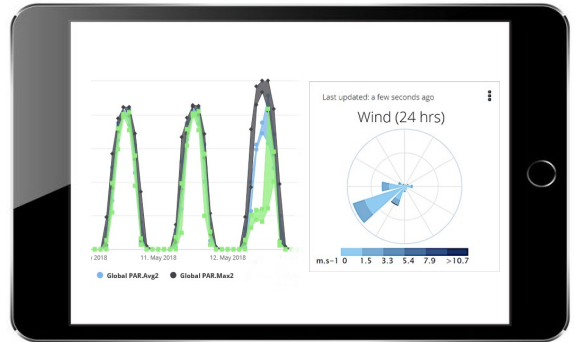 2018
11. May 2018
12. May 2018
Global PAR.Avg2
Global PAR.Max2
Last updated: a few seconds ago
Wind (24 hrs)
m.s-1 0 1.5 3.3 5.4 7.9 >10.7